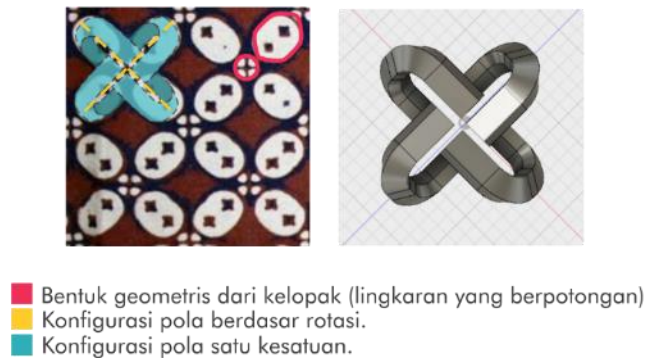 Bentuk geometris dari kelopak (lingkaran yang berpotongan)
Konfigurasi pola berdasar rotasi.
Konfigurasi pola satu kesatuan.